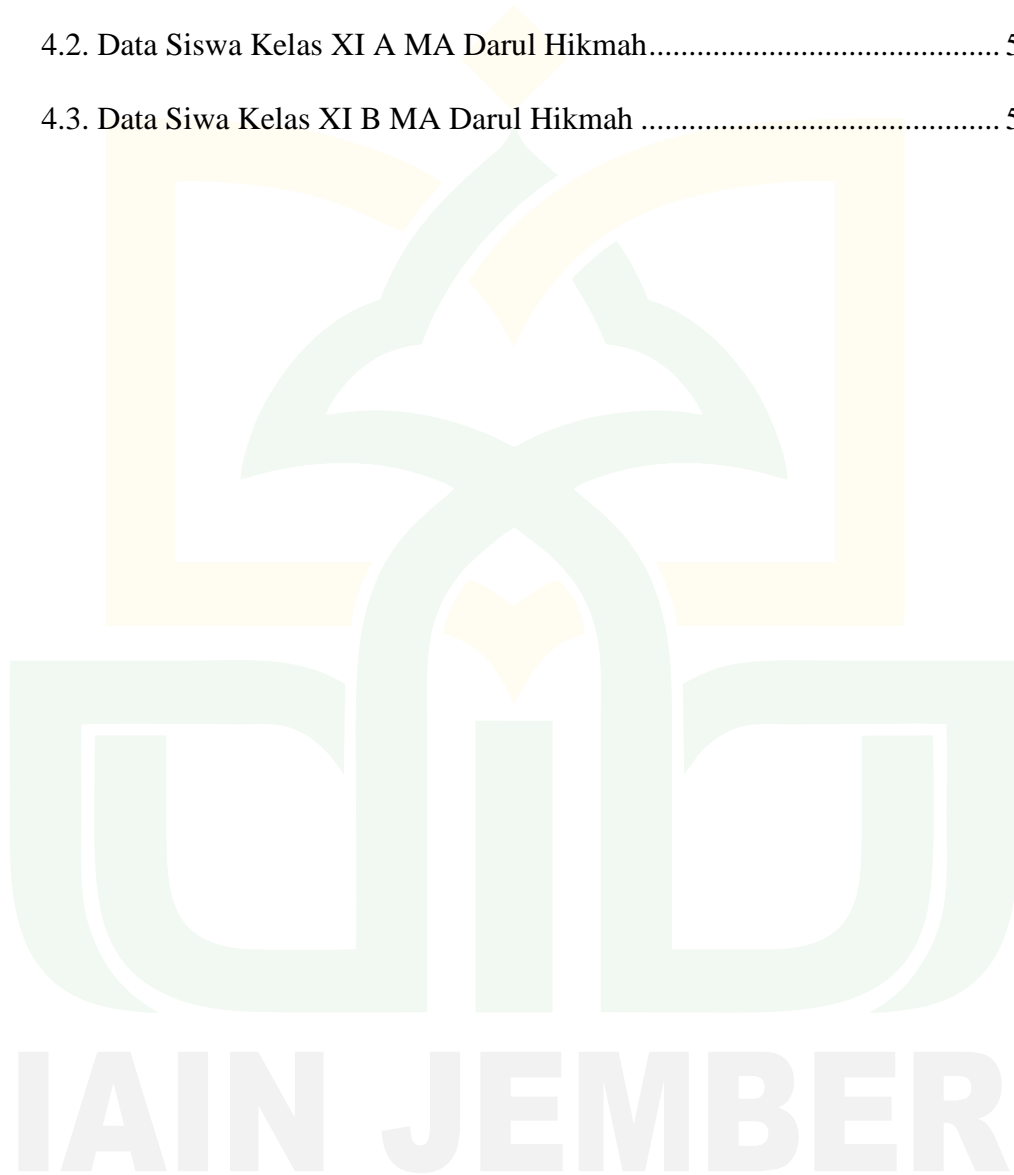 4.2. Data Siswa Kelas XI A MA Darul Hikmah............................................ 5
4.3. Data Siwa Kelas XI B MA Darul Hikmah ............................................. 5
IAIN JEMBER